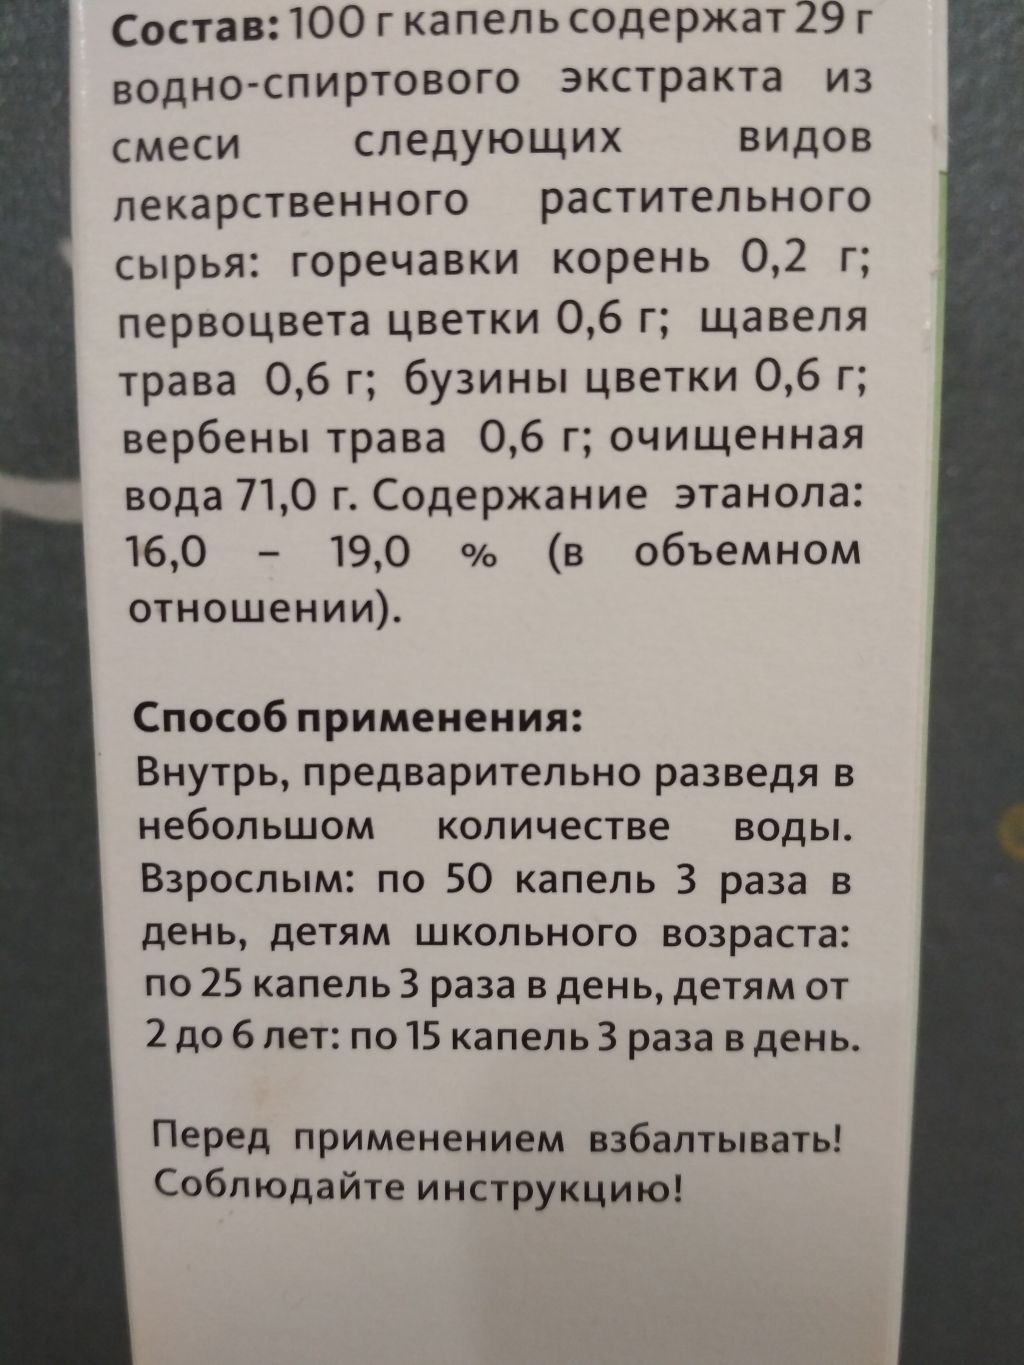 Состав: 100 г капель содержат 29 г
водно-спиртового экстракта из
смеси следующих видов
лекарственного растительного
сырья: горечавки корень 0,2 г;
первоцвета цветки 0,6 г; щавеля
трава 0,6 г; бузины цветки 0,6 г;
вербены трава 0,6 г; очищенная
вода 71,0 г. Содержание этанола:
16,0 – 19,0 % (в объемном
отношении).
Способ применения:
Внутрь, предварительно разведя в
небольшом количестве воды.
Взрослым: по 50 капель 3 раза в
день, детям школьного возраста:
по 25 капель 3 раза в день, детям от
2 до 6 лет: по 15 капель 3 раза в день.
Перед применением взбалтывать!
Соблюдайте инструкцию!